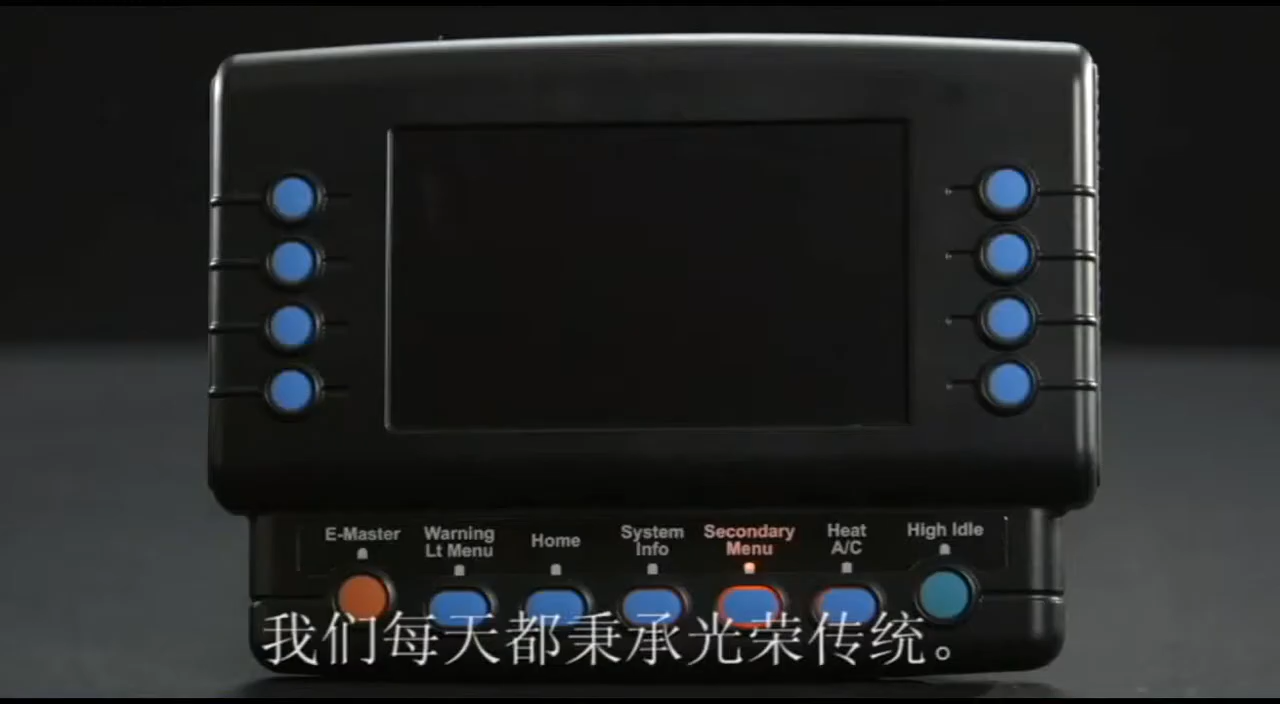 E-Master
Warning
Lt Menu
Home
System
Info
Secondary
Menu
Heat
A/C
High Idle
我们每天都秉承光荣传统。